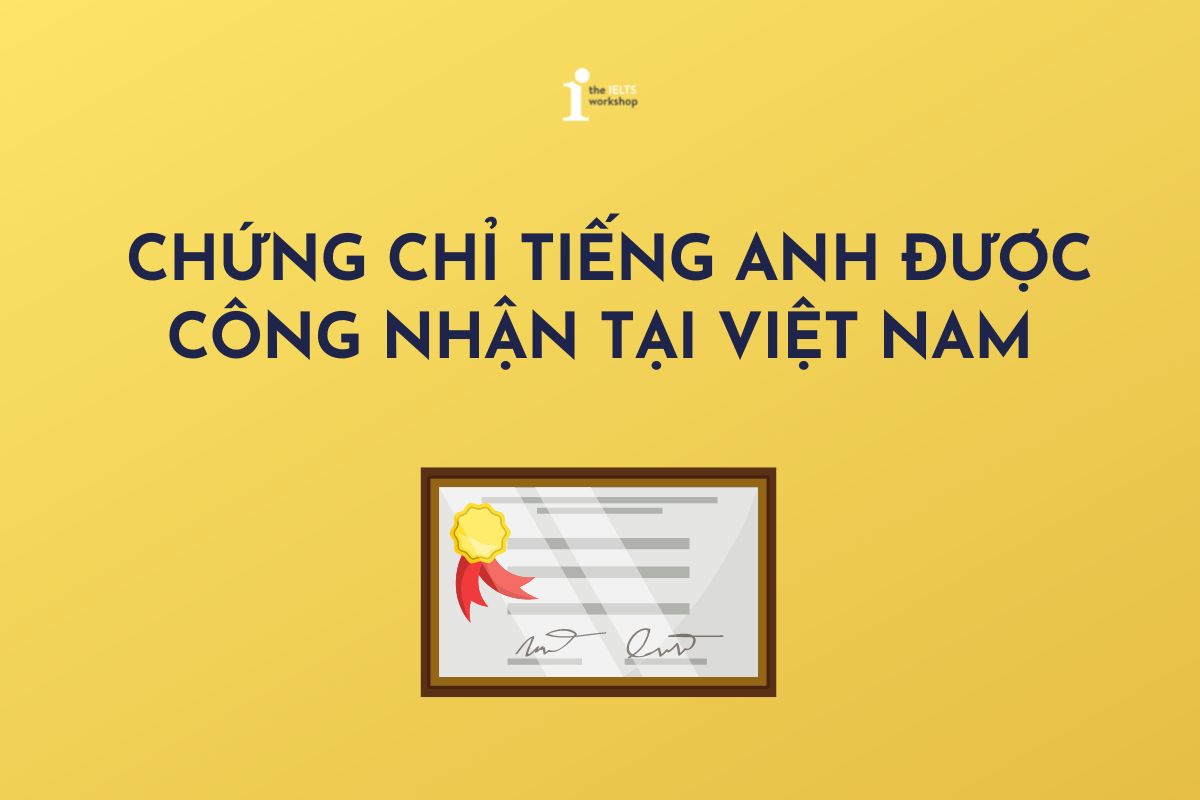 the IELTS
workshop
CHỨNG CHỈ TIẾNG ANH ĐƯỢC
CÔNG NHẬN TẠI VIỆT NAM